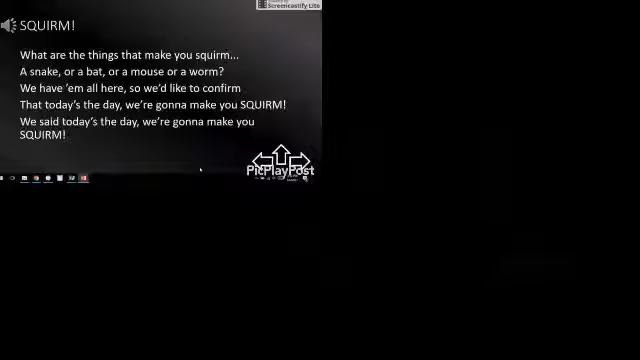 Screencastify Lite
SQUIRM!
What are the things that make you squirm...
A snake, or a bat, or a mouse or a worm?
We have 'em all here, so we'd like to confirm
That today's the day, we're gonna make you SQUIRM!
We said today's the day, we're gonna make you
SQUIRM!
PicPlayPost